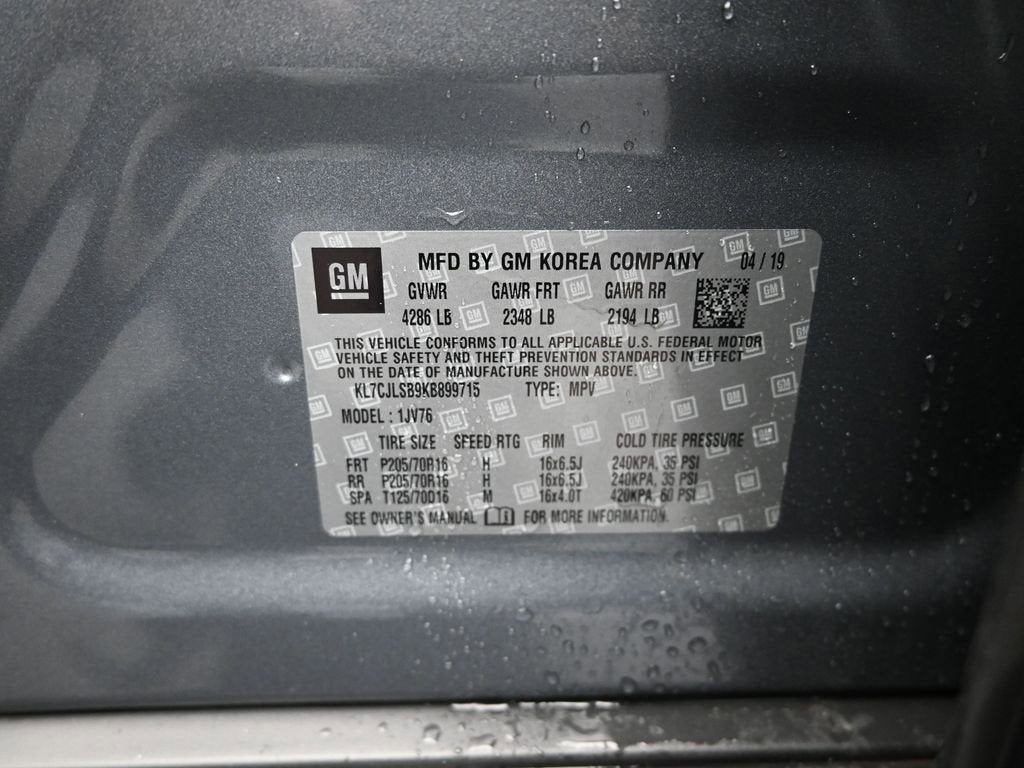 GM
MFD BY GM KOREA COMPANY 04 / 19
GVWR GAWR FRT GAWR RR
4286 LB 2348 LB 2194 LB
THIS VEHICLE CONFORMS TO ALL APPLICABLE U.S. FEDERAL MOTOR
VEHICLE SAFETY AND THEFT PREVENTION STANDARDS IN EFFECT
ON THE DATE OF MANUFACTURE SHOWN ABOVE.
KL7CJLSB9KB899715 TYPE: MPV
MODEL : 1JV76
TIRE SIZE SPEED RTG RIM COLD TIRE PRESSURE
FRT P205/70R16 H 16x6.5J 240KPA, 35 PSI
RR P205/70R16 H 16x6.5J 240KPA, 35 PSI
SPA T125/70D16 M 16x4.0T 420KPA, 60 PSI
SEE OWNER'S MANUAL FOR MORE INFORMATION.